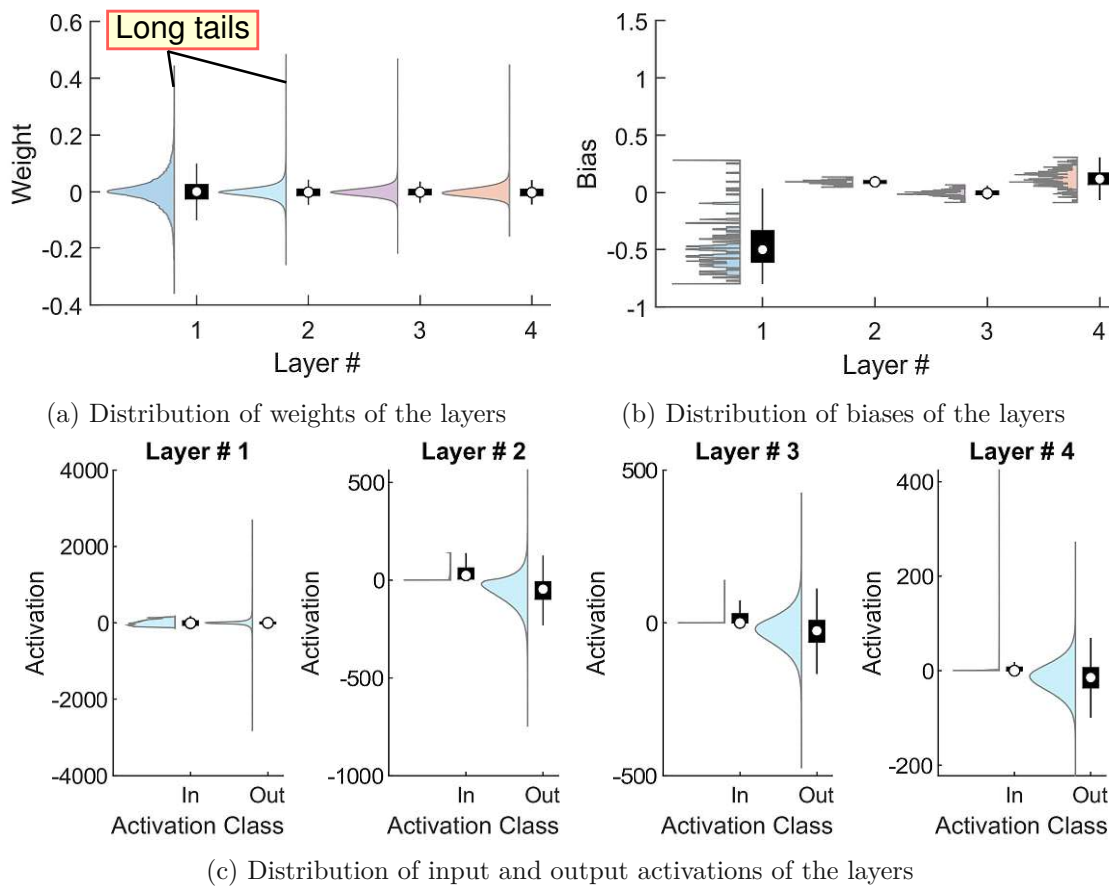 0.6
Long tails
0.4
0.2
0
-0.2
-0.4
Weight
1 2 3 4
Layer #
1.5
1
0.5
0
-0.5
-1
Bias
1 2 3 4
Layer #
(a) Distribution of weights of the layers
(b) Distribution of biases of the layers
Layer # 1
4000
2000
0
-2000
-4000
Activation
In Out
Activation Class
Layer # 2
500
0
-500
-1000
Activation
In Out
Activation Class
Layer # 3
500
0
-500
Activation
In Out
Activation Class
Layer # 4
400
200
0
-200
Activation
In Out
Activation Class
(c) Distribution of input and output activations of the layers